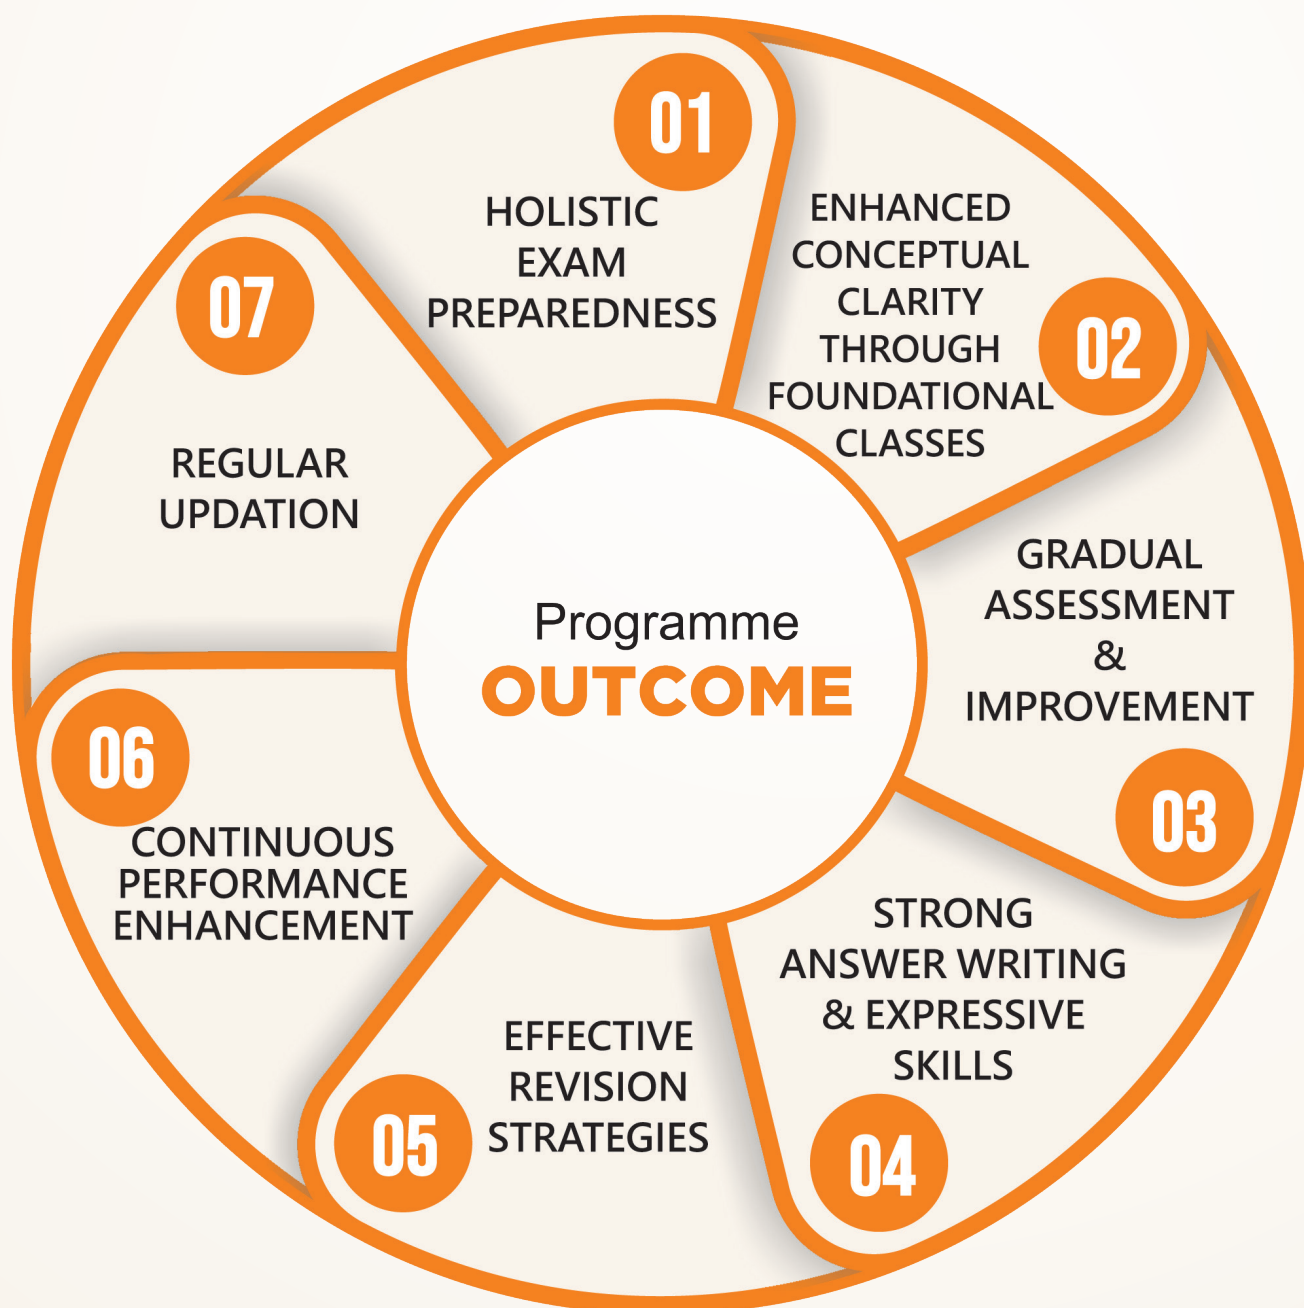 Programme
OUTCOME
01
HOLISTIC
EXAM
PREPAREDNESS
02
ENHANCED
CONCEPTUAL
CLARITY
THROUGH
FOUNDATIONAL
CLASSES
03
GRADUAL
ASSESSMENT
&
IMPROVEMENT
04
STRONG
ANSWER WRITING
& EXPRESSIVE
SKILLS
05
EFFECTIVE
REVISION
STRATEGIES
06
CONTINUOUS
PERFORMANCE
ENHANCEMENT
07
REGULAR
UPDATION